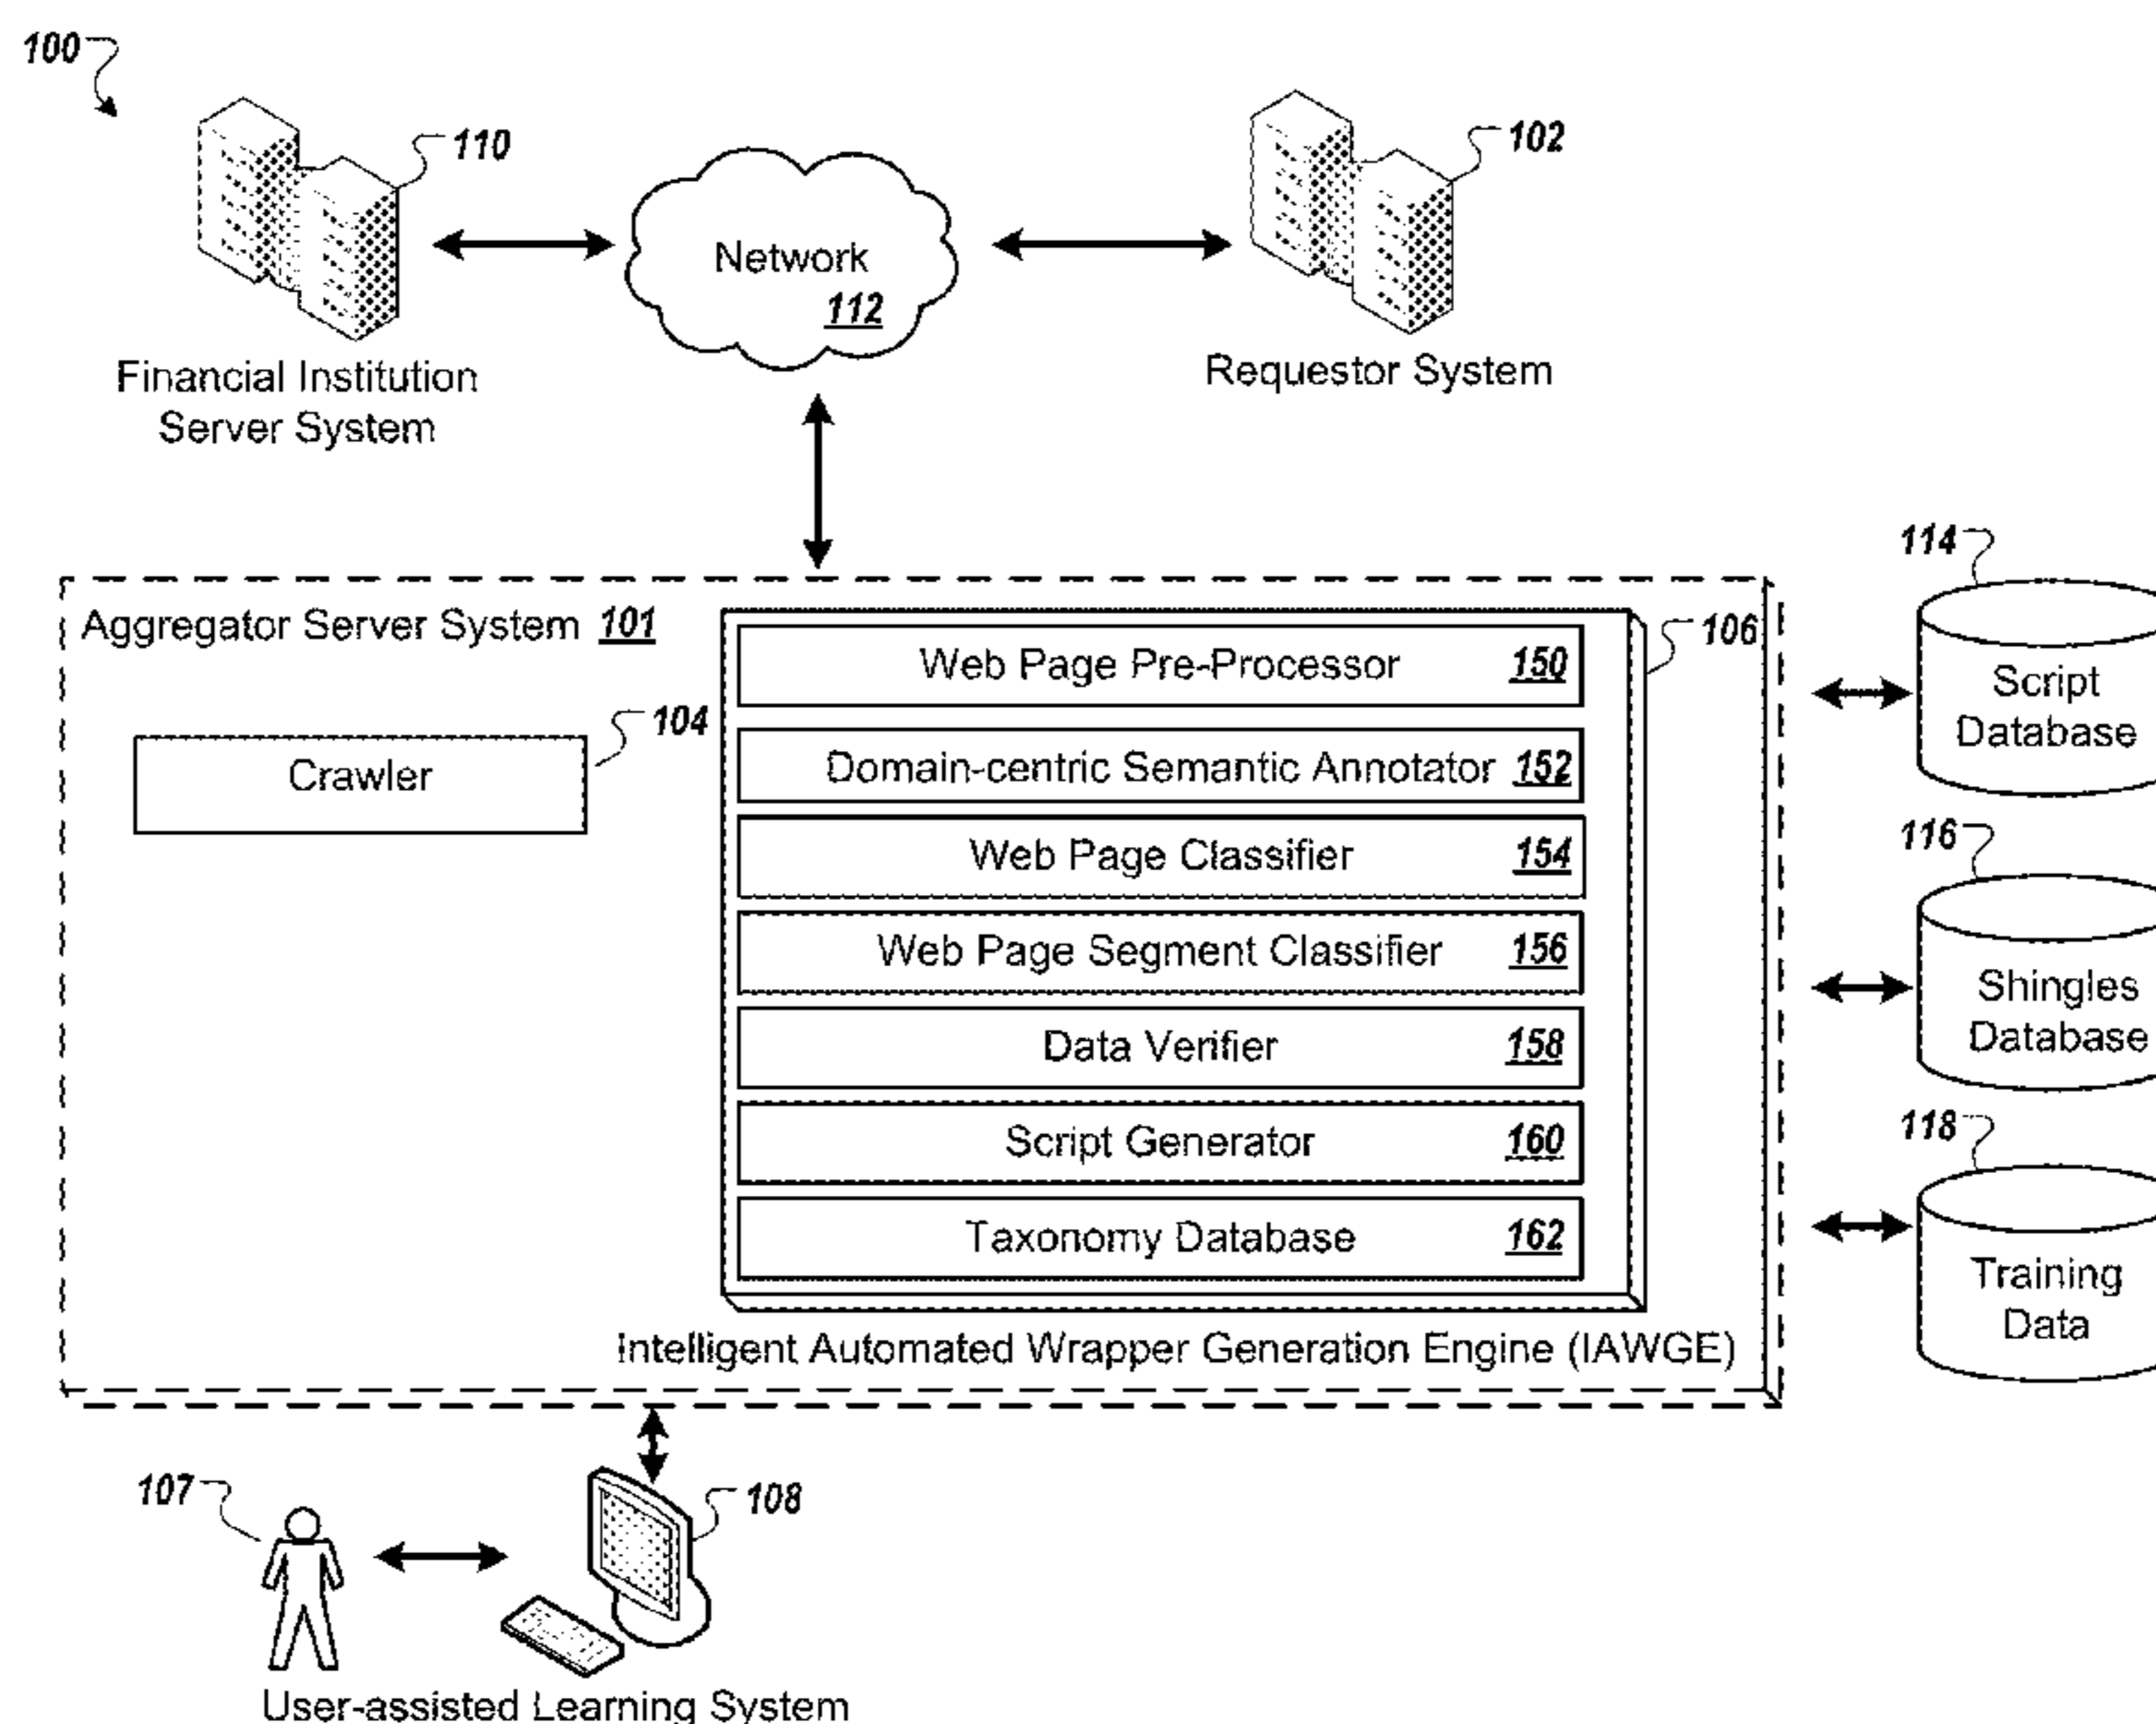 100
110
102
Network
112
Financial Institution
Server System
Requestor System
114
Aggregator Server System 101
106
Web Page Pre-Processor 150
Script
Database
104
Crawler
Domain-centric Semantic Annotator 152
116
Web Page Classifier 154
Web Page Segment Classifier 156
Shingles
Database
Data Verifier 158
118
Script Generator 160
Taxonomy Database 162
Training
Data
Intelligent Automated Wrapper Generation Engine (IAWGE)
107
108
User-assisted Learning System